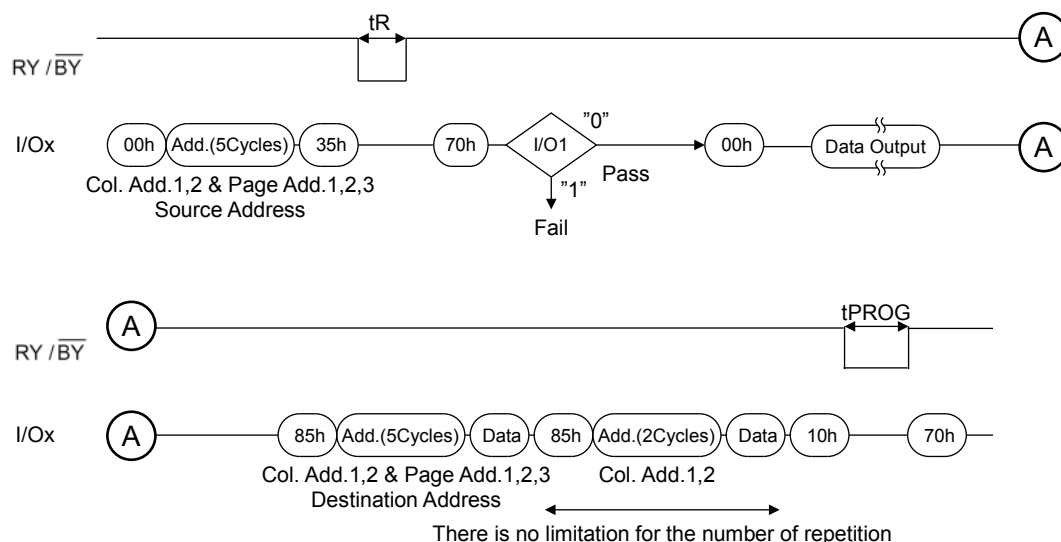 tR
A
RY / BY
I/Ox
00h Add.(5Cycles) 35h 70h I/O1 ”0” 00h Data Output A
Pass
”1”
Col. Add.1,2 & Page Add.1,2,3
Source Address
Fail
A
tPROG
RY / BY
I/Ox
A 85h Add.(5Cycles) Data 85h Add.(2Cycles) Data 10h 70h
Col. Add.1,2 & Page Add.1,2,3 Col. Add.1,2
Destination Address
There is no limitation for the number of repetition